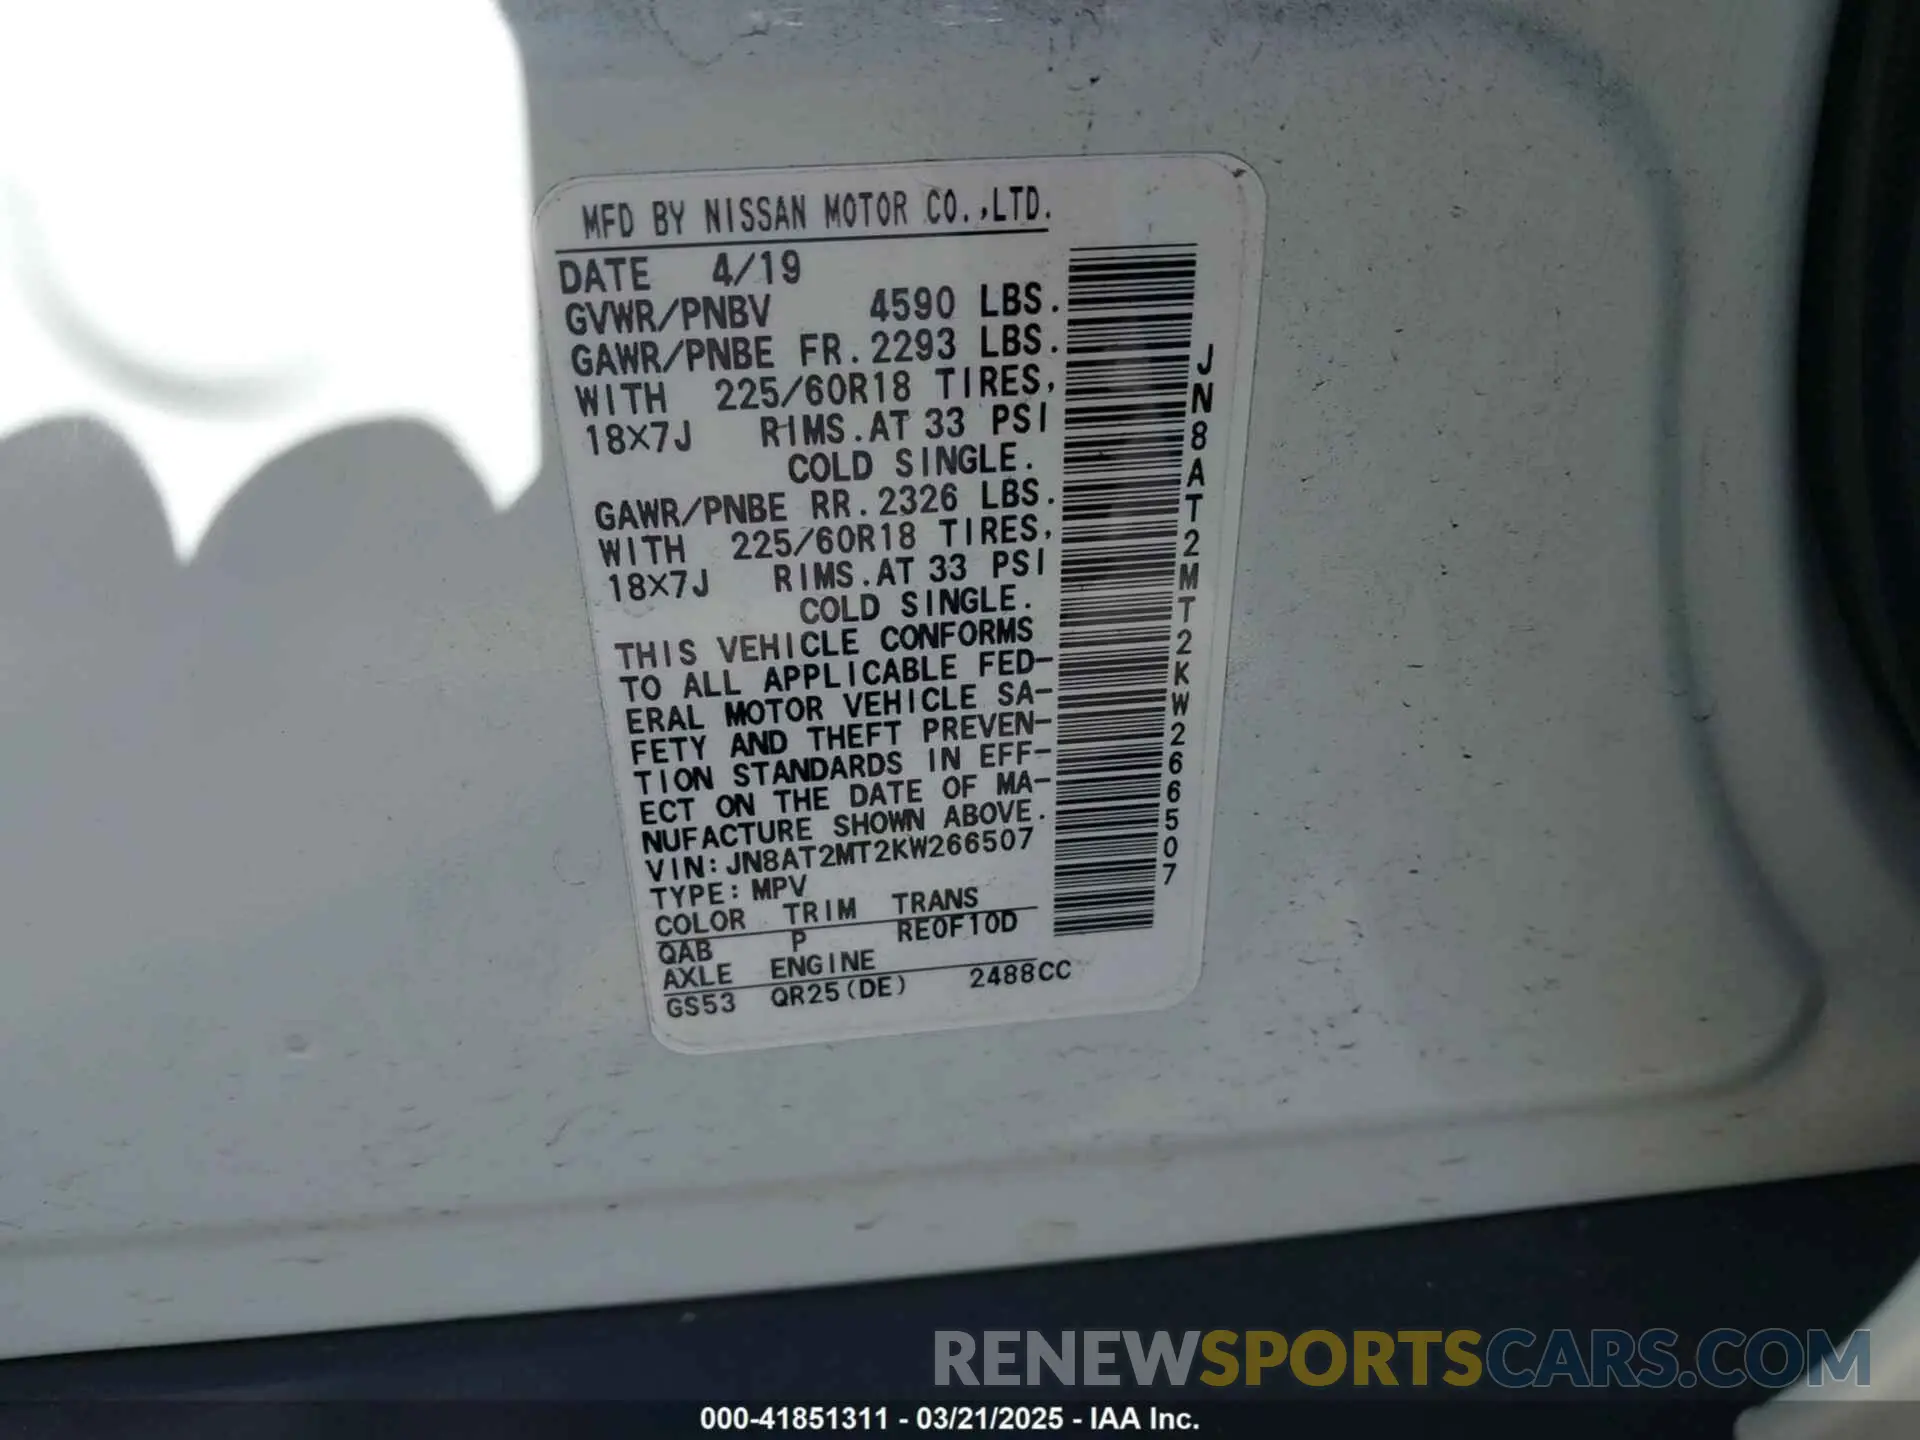 MFD BY NISSAN MOTOR CO.,LTD.
DATE 4/19
GVWR/PNBV 4590 LBS.
GAWR/PNBE FR.2293 LBS.
WITH 225/60R18 TIRES,
18X7J RIMS.AT 33 PSI
COLD SINGLE.
GAWR/PNBE RR.2326 LBS.
WITH 225/60R18 TIRES,
18X7J RIMS.AT 33 PSI
COLD SINGLE.
THIS VEHICLE CONFORMS
TO ALL APPLICABLE FED-
ERAL MOTOR VEHICLE SA-
FETY AND THEFT PREVEN-
TION STANDARDS IN EFF-
ECT ON THE DATE OF MA-
NUFACTURE SHOWN ABOVE.
VIN:JN8AT2MT2KW266507
TYPE:MPV
COLOR TRIM TRANS
QAB P RE0F10D
AXLE ENGINE
GS53 QR25(DE) 2488CC
JN8AT2MT2KW266507
RENEWSPORTSCARS.COM
000-41851311 - 03/21/2025 - IAA Inc.